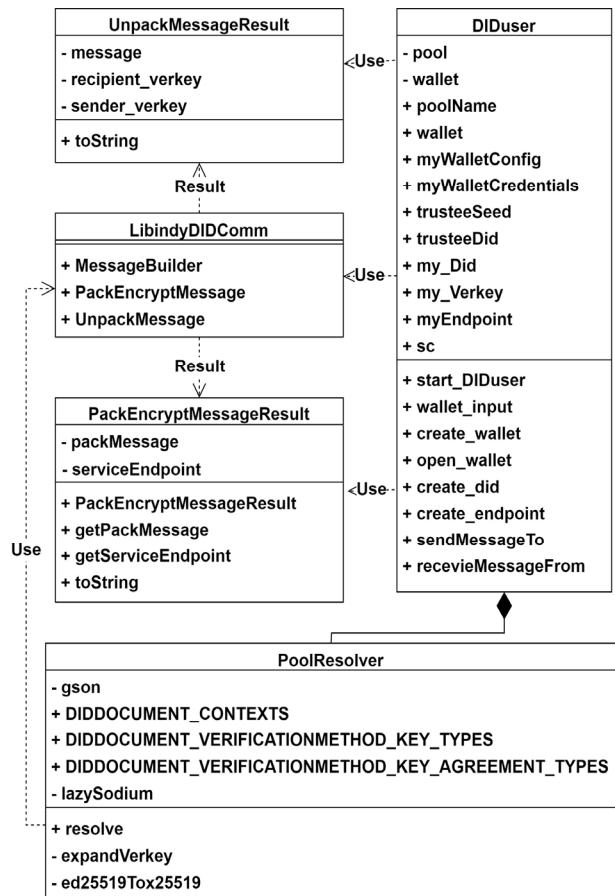 UnpackMessageResult
- message
- recipient_verkey
- sender_verkey
+ toString
Use
Result
LibindyDIDComm
+ MessageBuilder
+ PackEncryptMessage
+ UnpackMessage
Use
Result
PackEncryptMessageResult
- packMessage
- serviceEndpoint
+ PackEncryptMessageResult
+ getPackMessage
+ getServiceEndpoint
+ toString
Use
Use
DIDuser
- pool
- wallet
+ poolName
+ wallet
+ myWalletConfig
+ myWalletCredentials
+ trusteeSeed
+ trusteeDid
+ my_Did
+ my_Verkey
+ myEndpoint
+ sc
+ start_DIDuser
+ wallet_input
+ create_wallet
+ open_wallet
+ create_did
+ create_endpoint
+ sendMessageTo
+ recevieMessageFrom
PoolResolver
- gson
+ DIDDOCUMENT_CONTEXTS
+ DIDDOCUMENT_VERIFICATIONMETHOD_KEY_TYPES
+ DIDDOCUMENT_VERIFICATIONMETHOD_KEY_AGREEMENT_TYPES
- lazySodium
+ resolve
- expandVerkey
- ed25519Tox25519